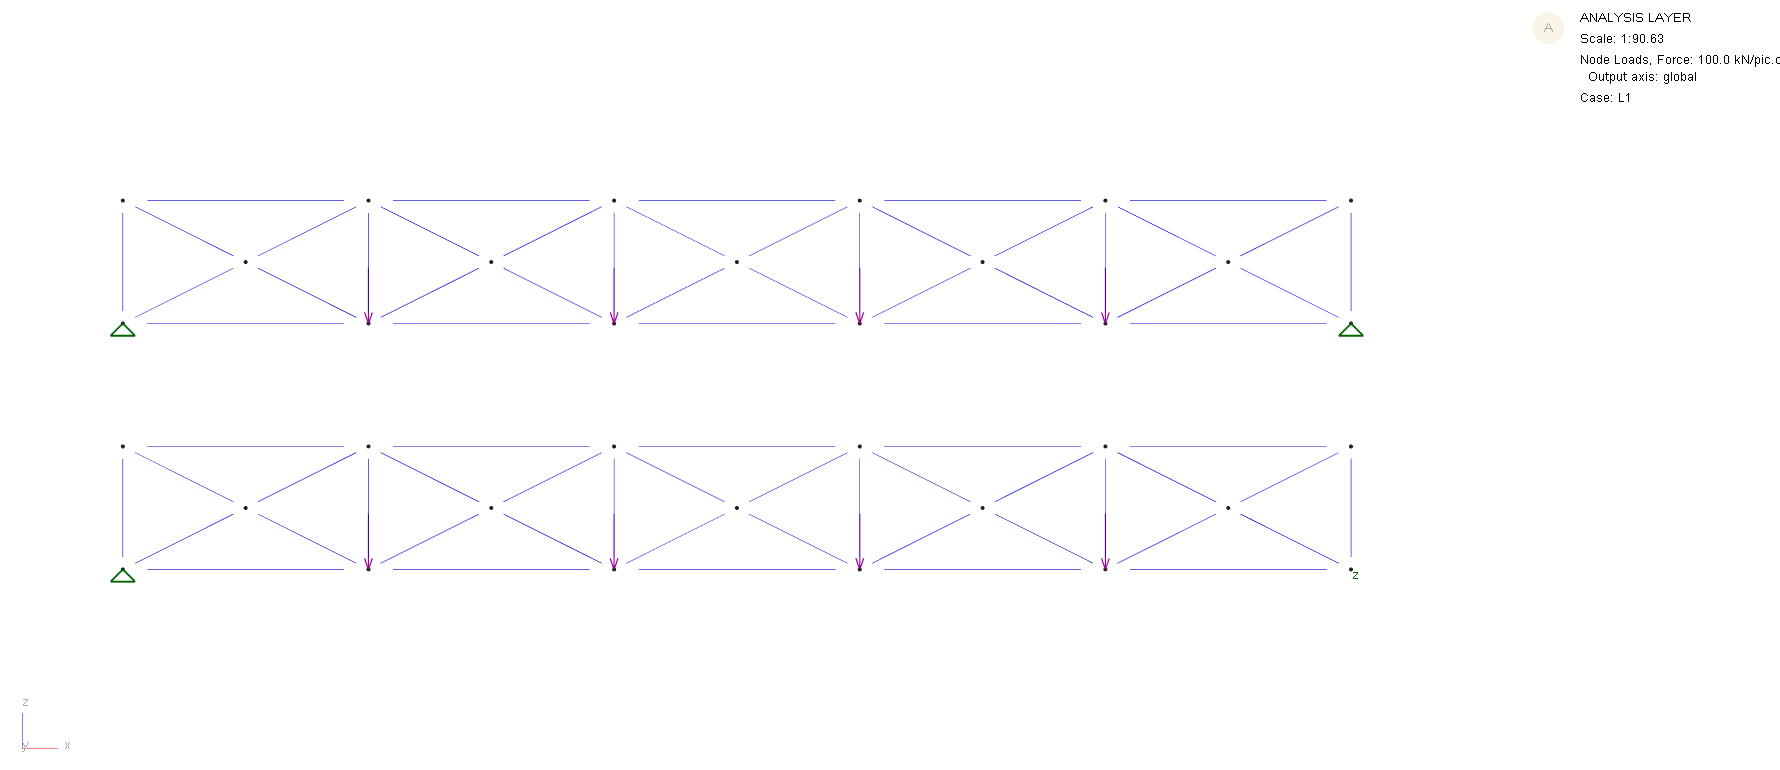 A
ANALYSIS LAYER
Scale: 1:90.63
Node Loads, Force: 100.0 kN/pic.c
Output axis: global
Case: L1
z
z
y
x